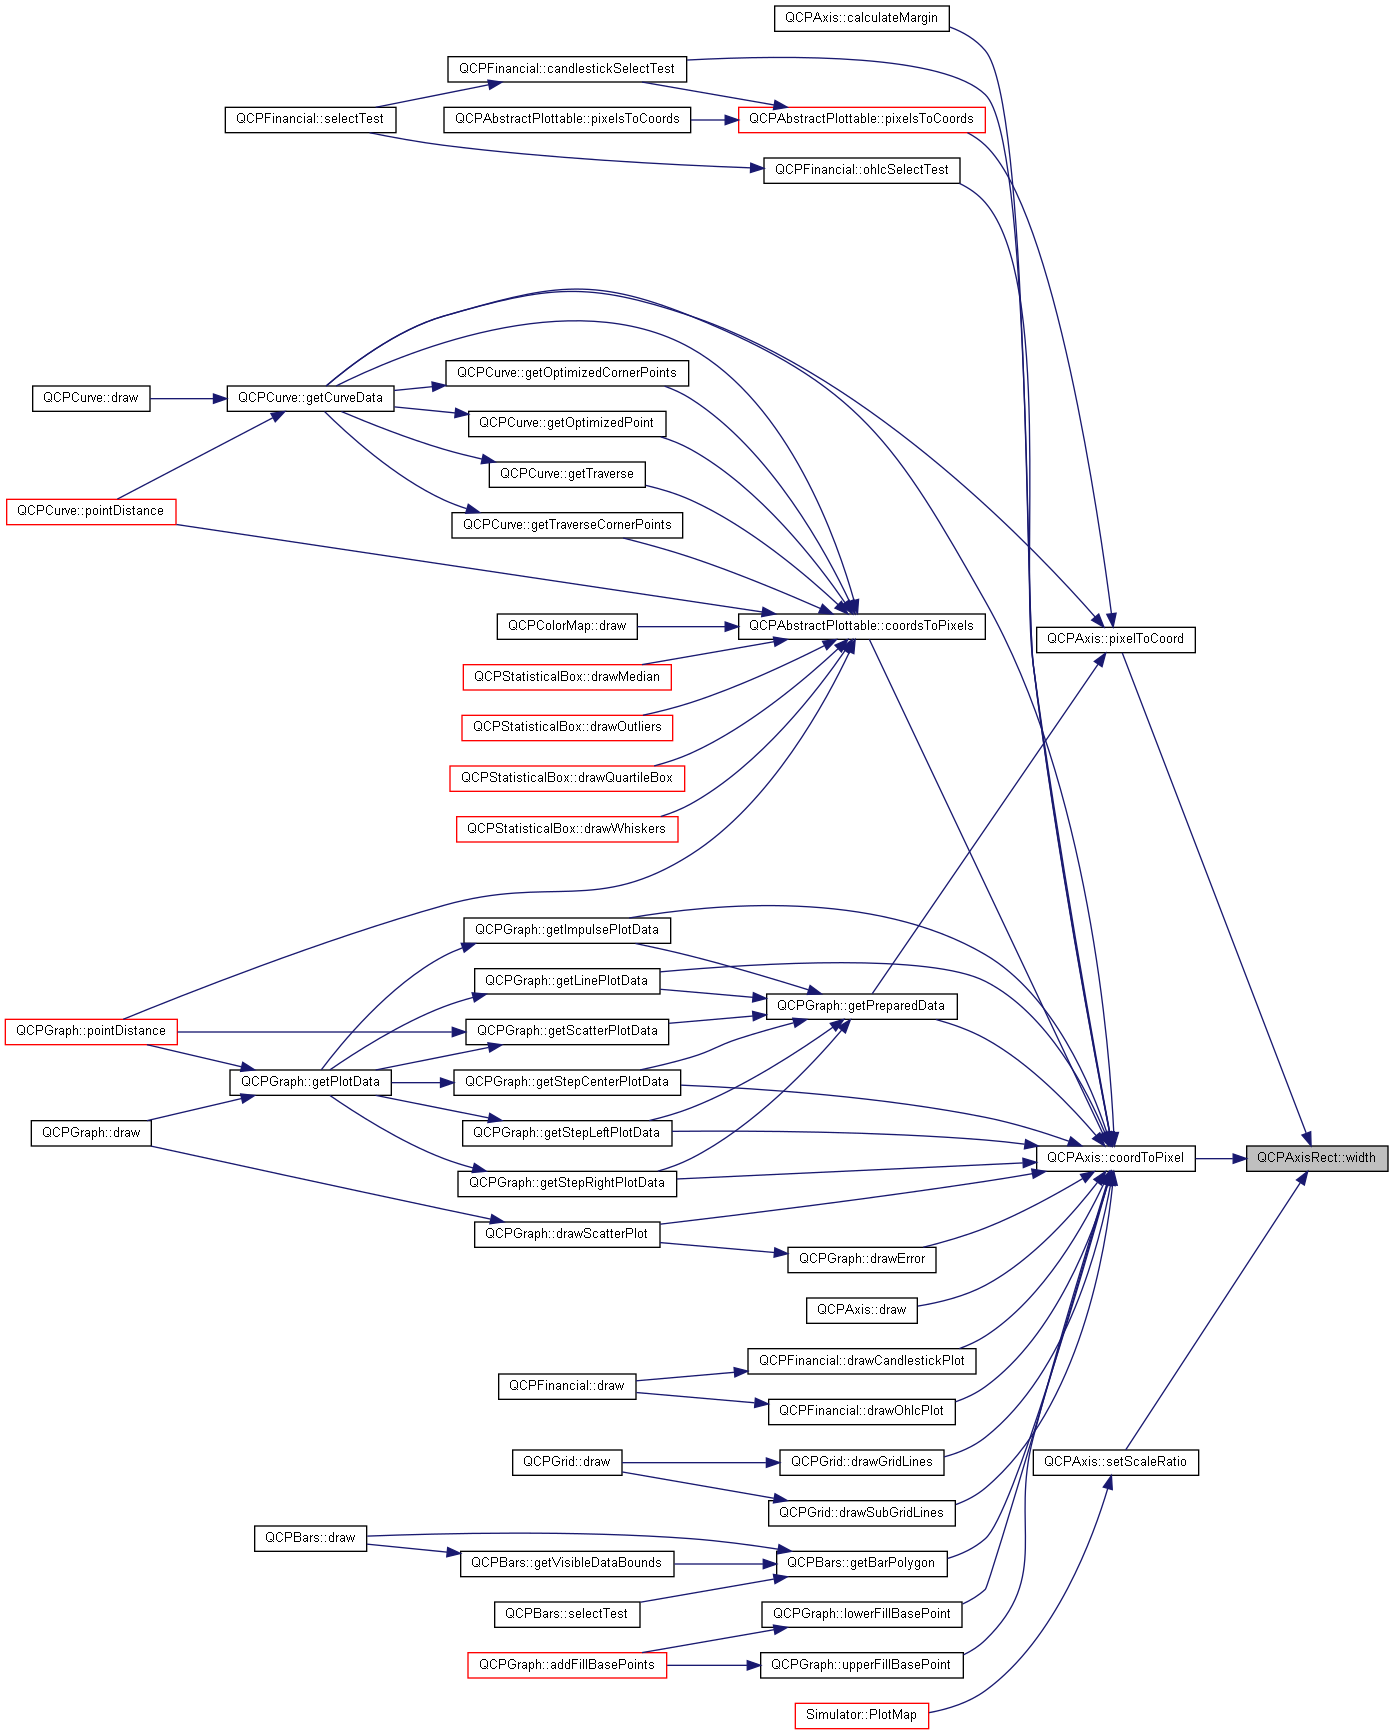 QCPAxis::calculateMargin
QCPFinancial::candlestickSelectTest
QCPFinancial::selectTest
QCPAbstractPlottable::pixelsToCoords
QCPAbstractPlottable::pixelsToCoords
QCPFinancial::ohlcSelectTest
QCPCurve::getOptimizedCornerPoints
QCPCurve::draw
QCPCurve::getCurveData
QCPCurve::getOptimizedPoint
QCPCurve::getTraverse
QCPCurve::pointDistance
QCPCurve::getTraverseCornerPoints
QCPColorMap::draw
QCPAbstractPlottable::coordsToPixels
QCPAxis::pixelToCoord
QCPStatisticalBox::drawMedian
QCPStatisticalBox::drawOutliers
QCPStatisticalBox::drawQuartileBox
QCPStatisticalBox::drawWhiskers
QCPGraph::getImpulsePlotData
QCPGraph::getLinePlotData
QCPGraph::getPreparedData
QCPGraph::pointDistance
QCPGraph::getScatterPlotData
QCPGraph::getPlotData
QCPGraph::getStepCenterPlotData
QCPGraph::draw
QCPGraph::getStepLeftPlotData
QCPAxis::coordToPixel
QCPAxisRect::width
QCPGraph::getStepRightPlotData
QCPGraph::drawScatterPlot
QCPGraph::drawError
QCPAxis::draw
QCPFinancial::drawCandlestickPlot
QCPFinancial::draw
QCPFinancial::drawOhlcPlot
QCPGrid::draw
QCPGrid::drawGridLines
QCPAxis::setScaleRatio
QCPGrid::drawSubGridLines
QCPBars::draw
QCPBars::getVisibleDataBounds
QCPBars::getBarPolygon
QCPBars::selectTest
QCPGraph::lowerFillBasePoint
QCPGraph::addFillBasePoints
QCPGraph::upperFillBasePoint
Simulator::PlotMap